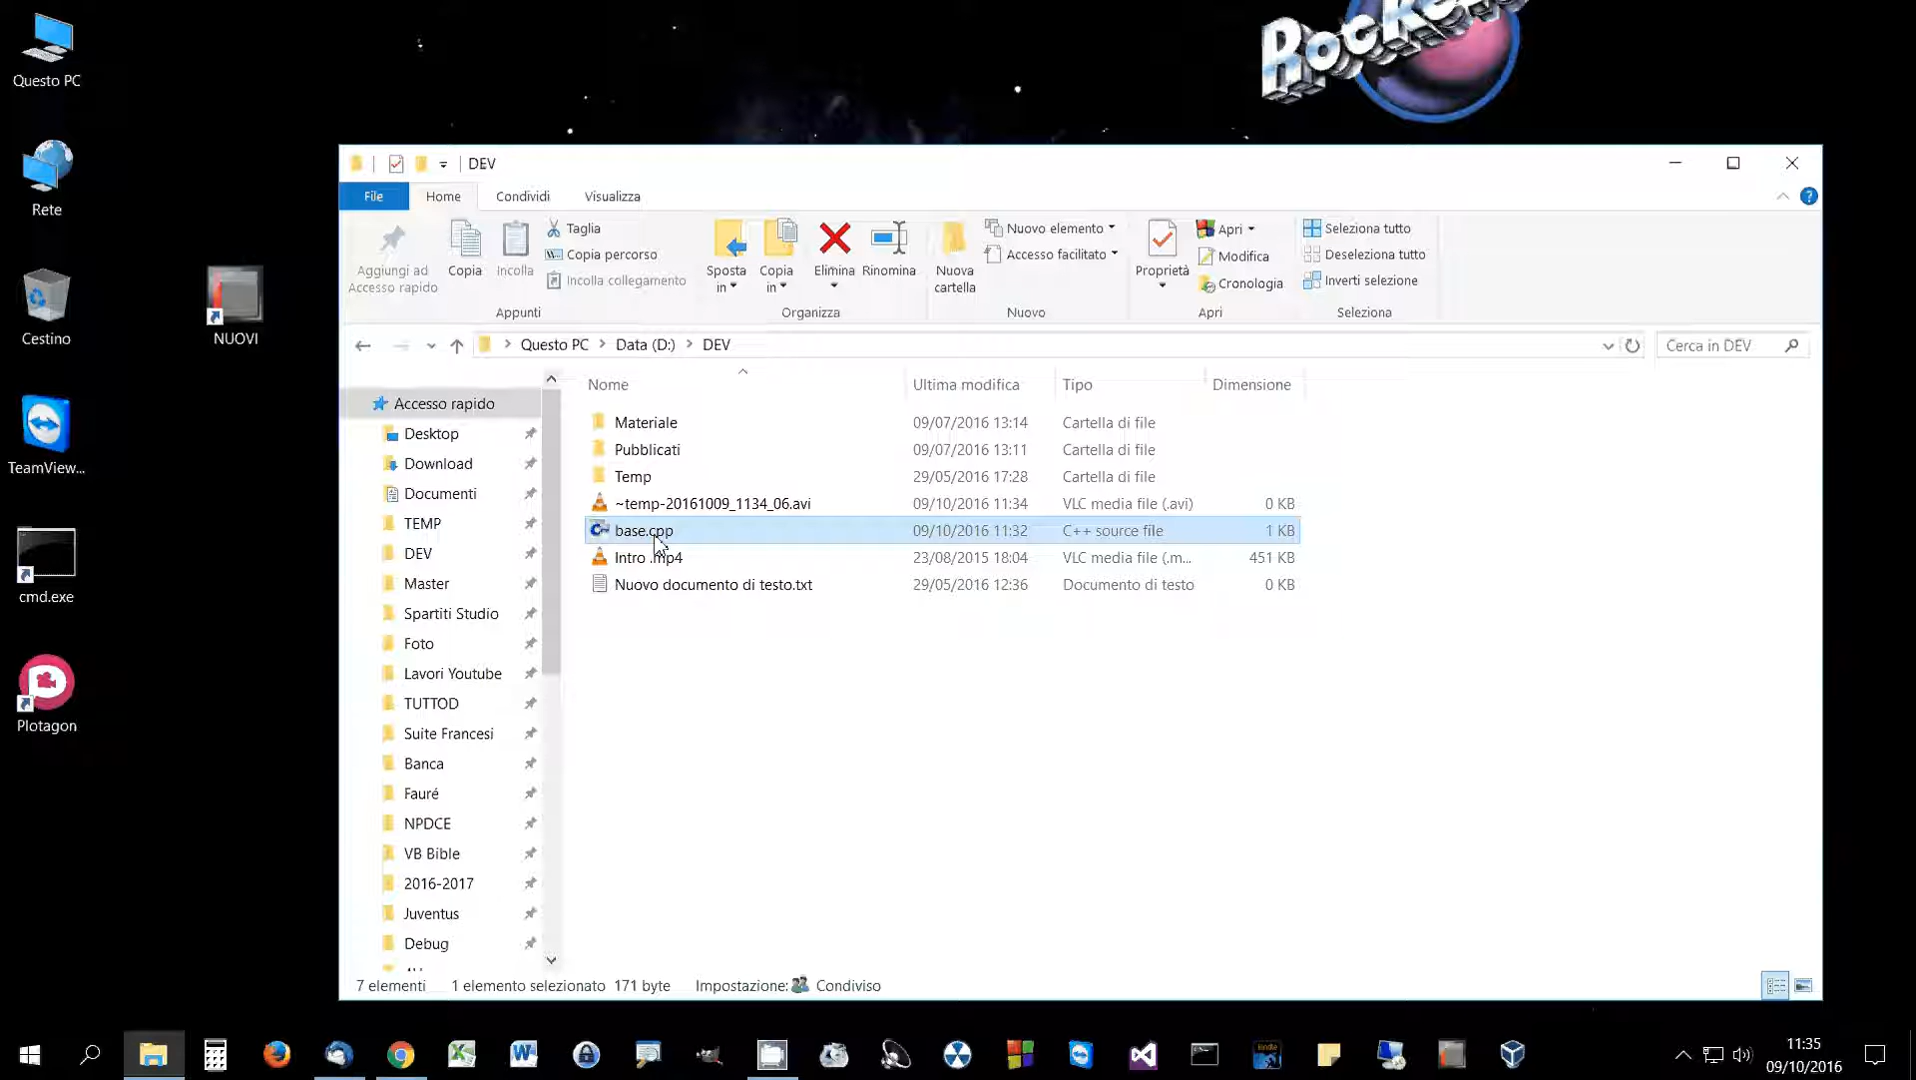 Rocket
Questo PC
Rete
Cestino
NUOVI
TeamView...
cmd.exe
Plotagon
DEV
File
Home
Condividi
Visualizza
Aggiungi ad
Accesso rapido
Copia
Incolla
Taglia
Copia percorso
Incolla collegamento
Appunti
Sposta
in
Copia
in
Elimina
Rinomina
Organizza
Nuova
cartella
Nuovo elemento
Accesso facilitato
Nuovo
Proprietà
Apri
Modifica
Cronologia
Apri
Seleziona tutto
Deseleziona tutto
Inverti selezione
Seleziona
Questo PC > Data (D:) > DEV
Cerca in DEV
Accesso rapido
Desktop
Download
Documenti
TEMP
DEV
Master
Spartiti Studio
Foto
Lavori Youtube
TUTTOD
Suite Francesi
Banca
Fauré
NPDCE
VB Bible
2016-2017
Juventus
Debug
Nome Ultima modifica Tipo Dimensione
Materiale 09/07/2016 13:14 Cartella di file
Pubblicati 09/07/2016 13:11 Cartella di file
Temp 29/05/2016 17:28 Cartella di file
~temp-20161009_1134_06.avi 09/10/2016 11:34 VLC media file (.avi) 0 KB
base.cpp 09/10/2016 11:32 C++ source file 1 KB
Intro .mp4 23/08/2015 18:04 VLC media file (.m... 451 KB
Nuovo documento di testo.txt 29/05/2016 12:36 Documento di testo 0 KB
7 elementi 1 elemento selezionato 171 byte Impostazione: Condiviso
11:35
09/10/2016